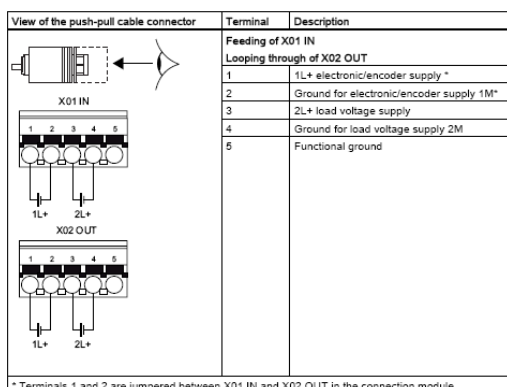 View of the push-pull cable connector Terminal Description
Feeding of X01 IN
Looping through of X02 OUT
1 1L+ electronic/encoder supply *
2 Ground for electronic/encoder supply 1M*
3 2L+ load voltage supply
4 Ground for load voltage supply 2M
5 Functional ground
X01 IN
1 2 3 4 5
1L+ 2L+
X02 OUT
1 2 3 4 5
1L+ 2L+
* Terminals 1 and 2 are jumpered between X01 IN and X02 OUT in the connection module